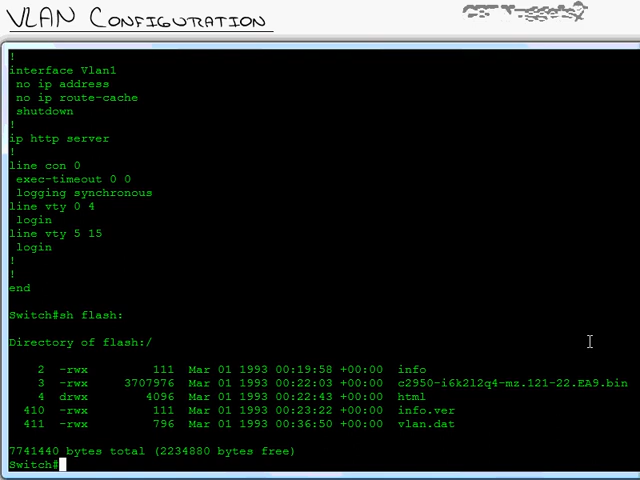 VLAN CONFIGURATION
!
interface Vlan1
 no ip address
 no ip route-cache
 shutdown
!
ip http server
!
line con 0
 exec-timeout 0 0
 logging synchronous
line vty 0 4
 login
line vty 5 15
 login
!
!
end
Switch#sh flash:
Directory of flash:/
2  -rwx         111  Mar 01 1993 00:19:58 +00:00  info
3  -rwx     3707976  Mar 01 1993 00:22:03 +00:00  c2950-i6k2l2q4-mz.121-22.EA9.bin
4  drwx        4096  Mar 01 1993 00:22:43 +00:00  html
410  -rwx         111  Mar 01 1993 00:23:22 +00:00  info.ver
411  -rwx         796  Mar 01 1993 00:36:50 +00:00  vlan.dat
7741440 bytes total (2234880 bytes free)
Switch#